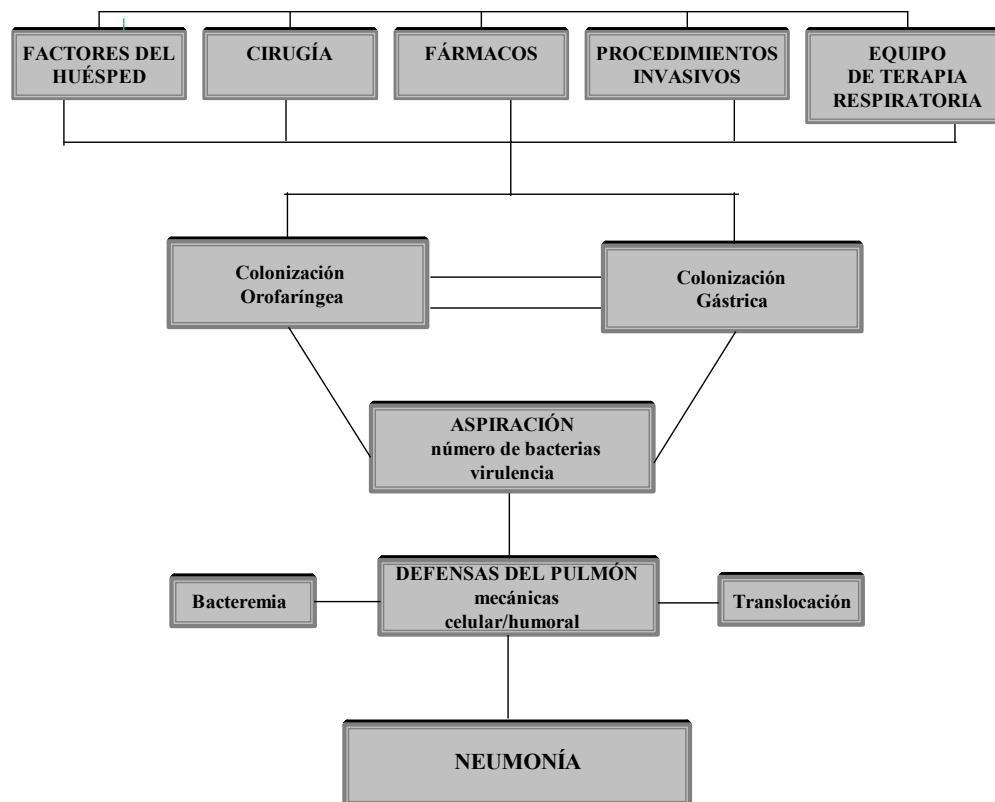 FACTORES DEL
HUÉSPED
CIRUGÍA
FÁRMACOS
PROCEDIMIENTOS
INVASIVOS
EQUIPO
DE TERAPIA
RESPIRATORIA
Colonización
Orofaríngea
Colonización
Gástrica
ASPIRACIÓN
número de bacterias
virulencia
Bacteremia
DEFENSAS DEL PULMÓN
mecánicas
celular/humoral
Translocación
NEUMONÍA